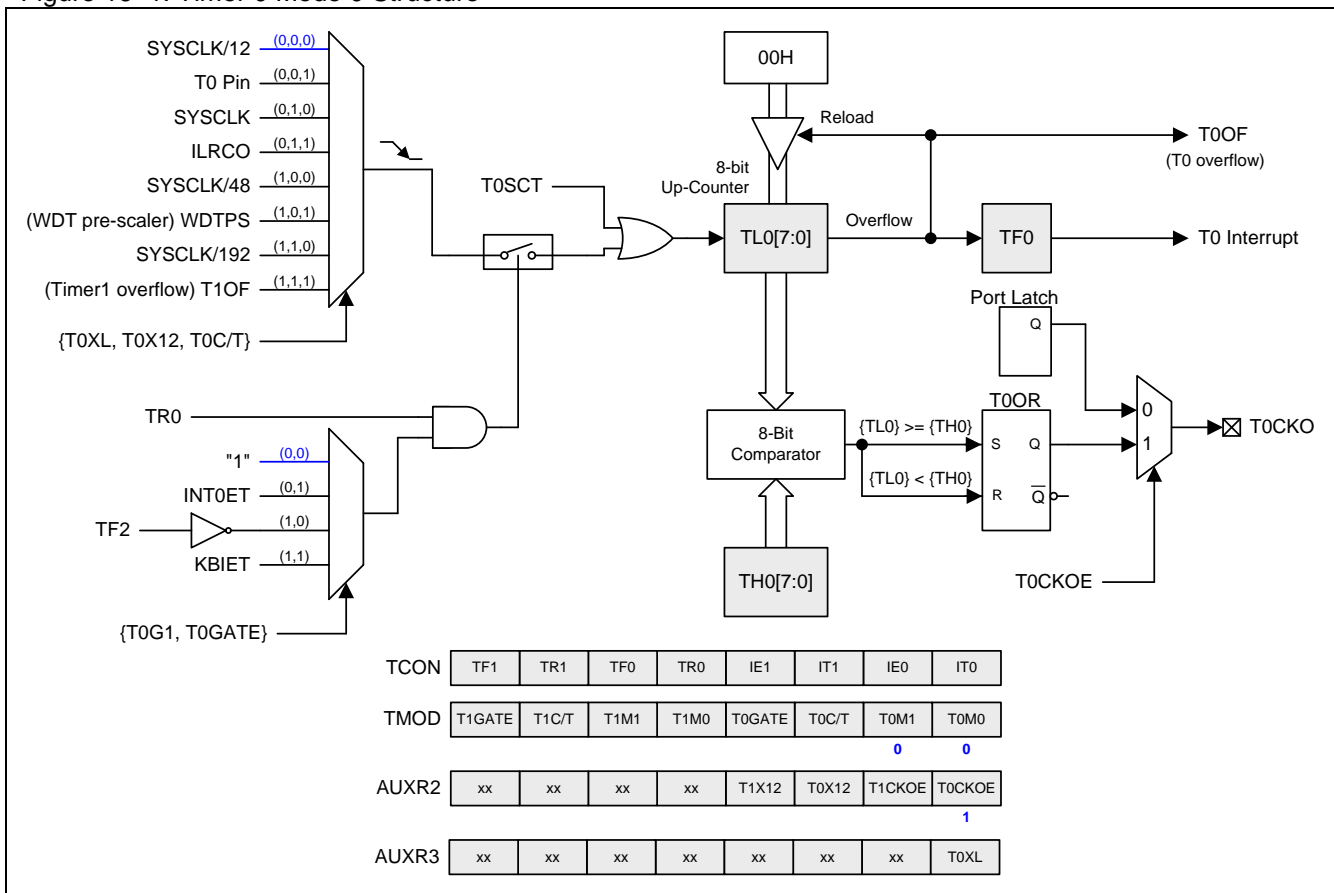 Timer 0 Mode 0 Structure
SYSCLK/12 (0,0,0)
T0 Pin (0,0,1)
SYSCLK (0,1,0)
ILRCO (0,1,1)
SYSCLK/48 (1,0,0)
(WDT pre-scaler) WDTPS (1,0,1)
SYSCLK/192 (1,1,0)
(Timer1 overflow) T1OF (1,1,1)
{T0XL, T0X12, T0C/T}
TR0
"1" (0,0)
INT0ET (0,1)
TF2 (1,0)
KBIET (1,1)
{T0G1, T0GATE}
T0SCT
00H
Reload
8-bit
Up-Counter
TL0[7:0]
Overflow
T0OF
(T0 overflow)
TF0
T0 Interrupt
Port Latch
Q
8-Bit
Comparator
{TL0} >= {TH0}
{TL0} < {TH0}
T0OR
S Q
R Q
0
1
T0CKO
TH0[7:0]
T0CKOE
TCON TF1 TR1 TF0 TR0 IE1 IT1 IE0 IT0
TMOD T1GATE T1C/T T1M1 T1M0 T0GATE T0C/T T0M1 T0M0
0 0
AUXR2 xx xx xx xx T1X12 T0X12 T1CKOE T0CKOE
1
AUXR3 xx xx xx xx xx xx xx T0XL